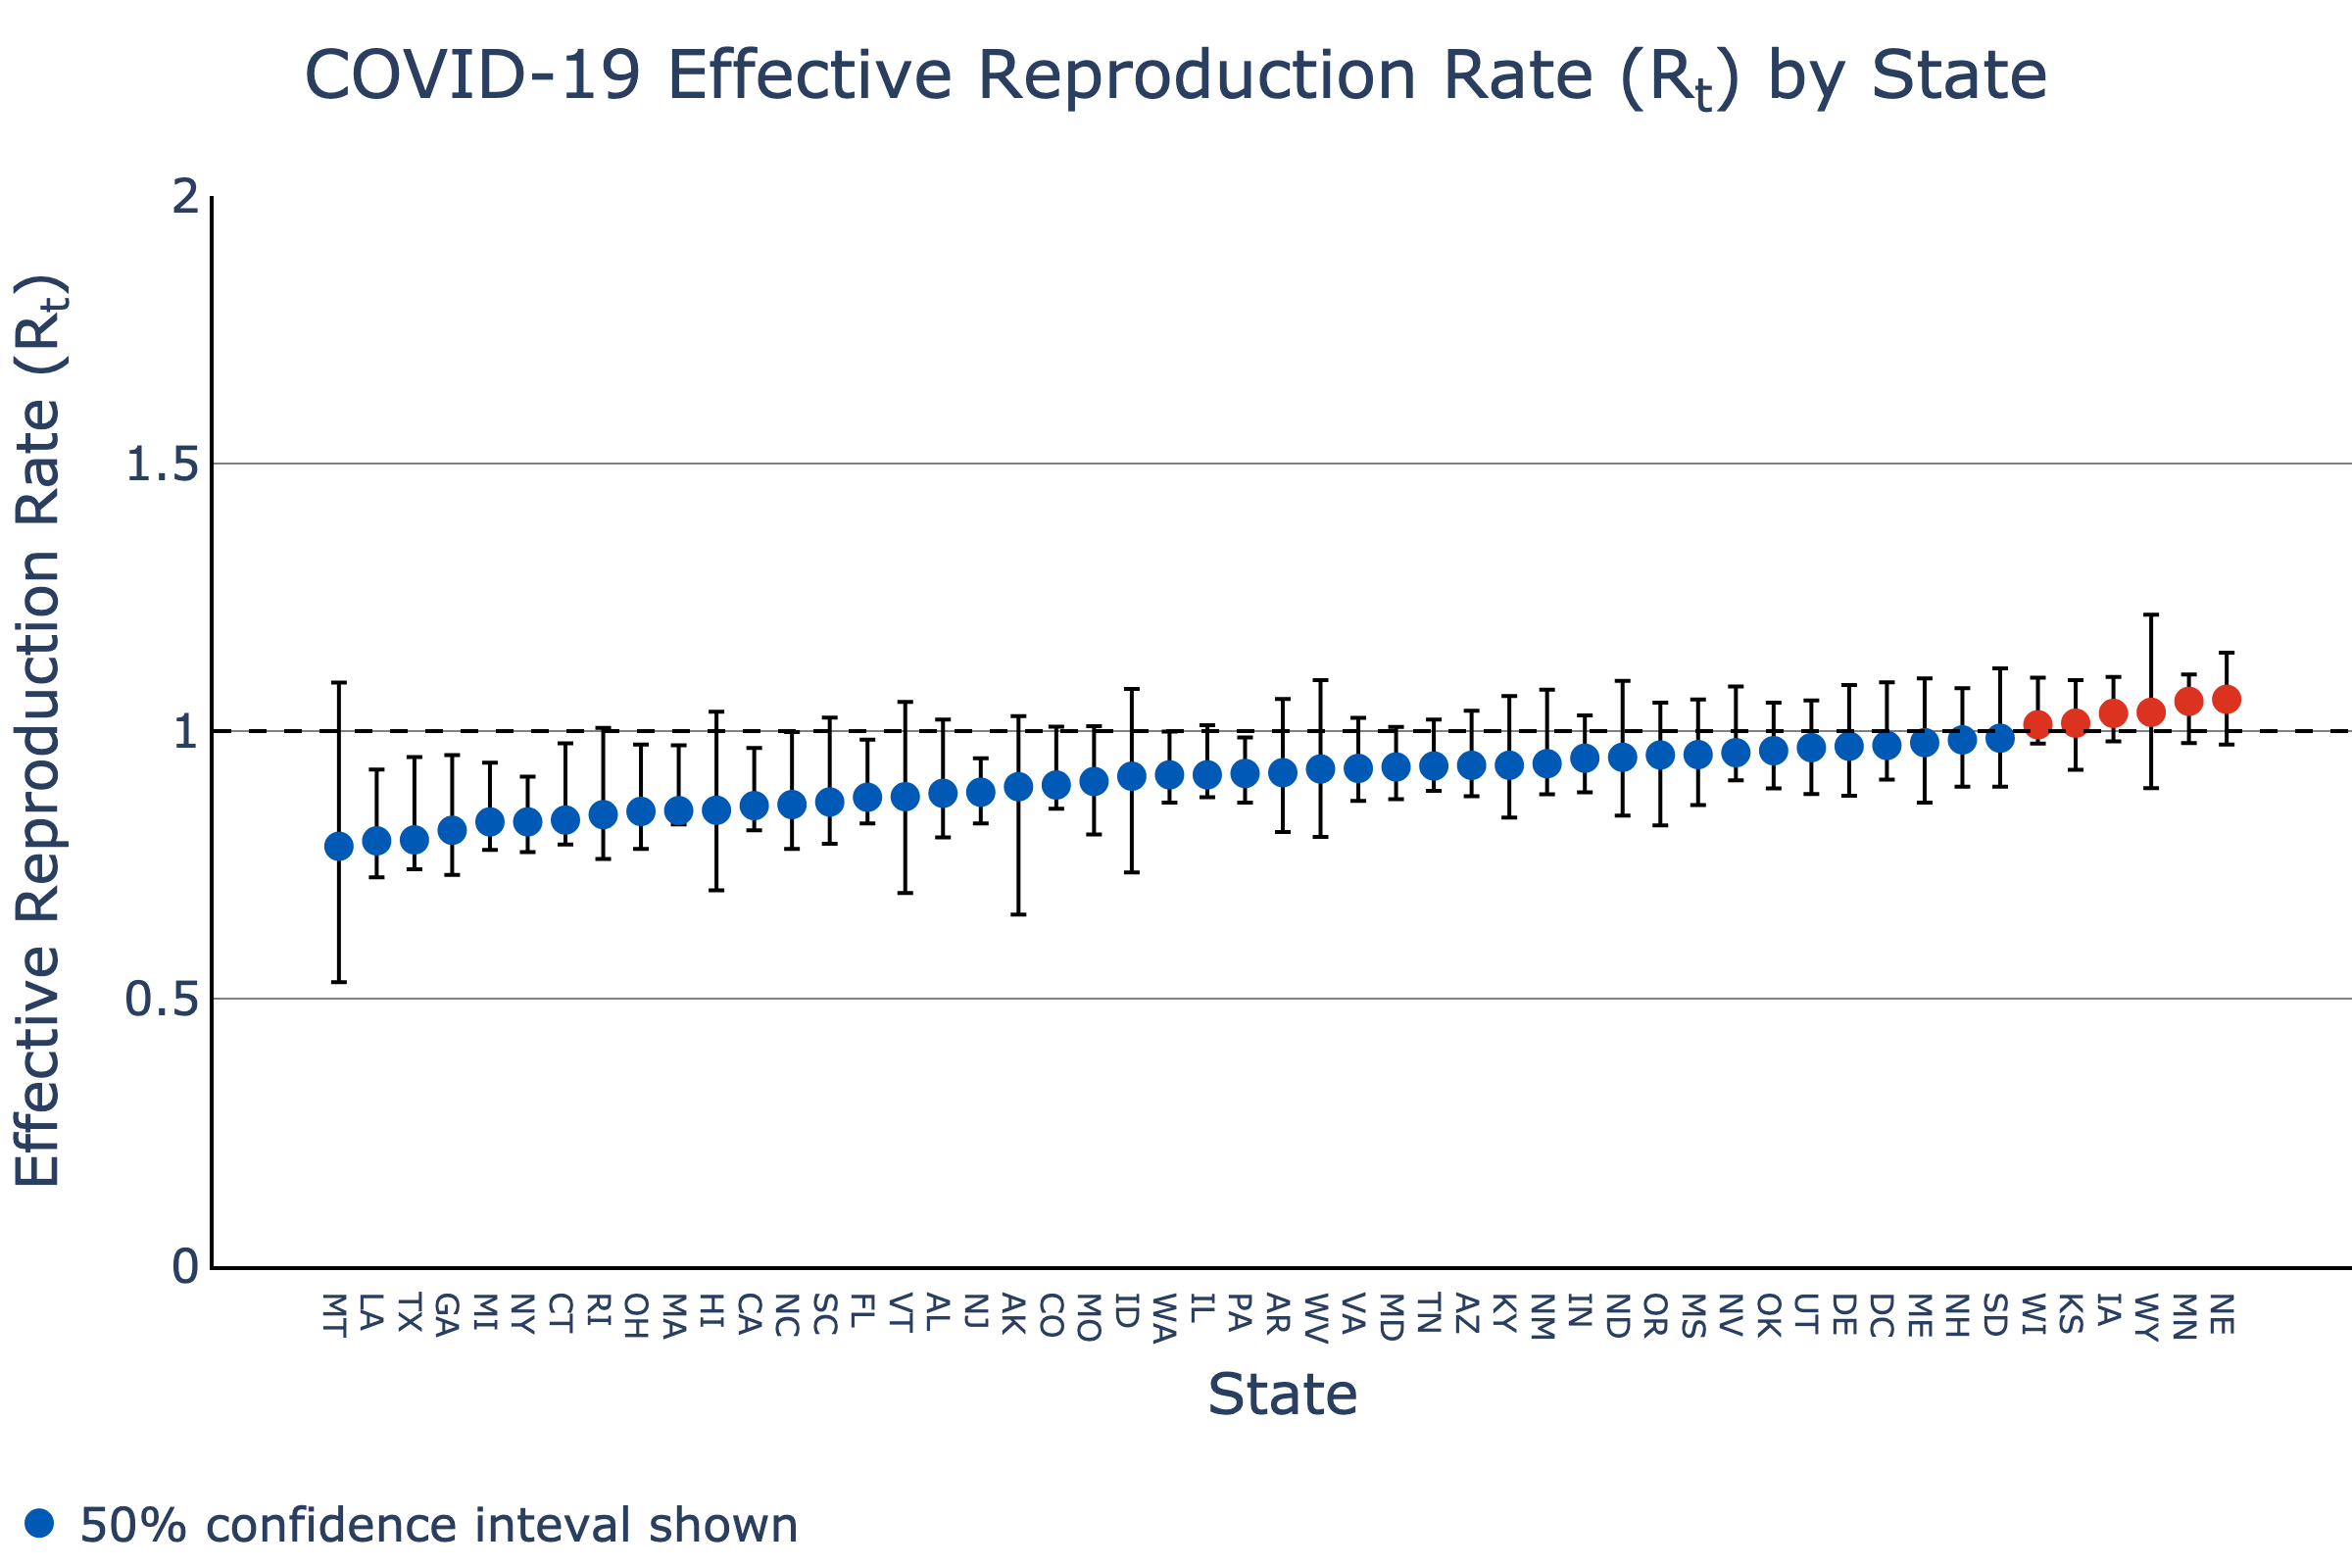 COVID-19 Effective Reproduction Rate (Rt) by State
Effective Reproduction Rate (Rt)
2
1.5
1
0.5
0
MT LA TX GA MI NY CT RI OH MA HI CA NC SC FL VT AL NJ AK CO MO ID WA IL PA AR WV VA MD TN AZ KY NM IN ND OR MS NV OK UT DE DC ME NH SD WI KS IA WY MN NE
State
50% confidence inteval shown